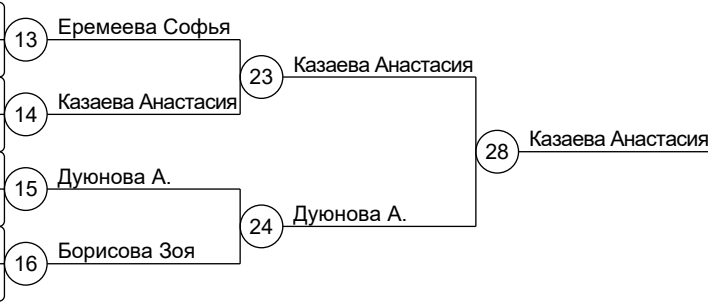 13 Еремеева Софья
23 Казаева Анастасия
14 Казаева Анастасия
28 Казаева Анастасия
15 Дуюнова А.
24 Дуюнова А.
16 Борисова Зоя